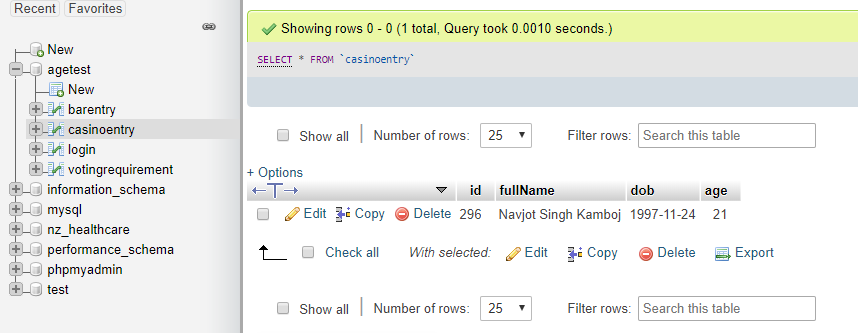 Recent Favorites
New
agetest
New
barentry
casinoentry
login
votingrequirement
information_schema
mysql
nz_healthcare
performance_schema
phpmyadmin
test
Showing rows 0 - 0 (1 total, Query took 0.0010 seconds.)
SELECT * FROM `casinoentry`
Show all | Number of rows: 25 Filter rows: Search this table
+ Options
←T→ id fullName dob age
Edit Copy Delete 296 Navjot Singh Kamboj 1997-11-24 21
Check all With selected: Edit Copy Delete Export
Show all | Number of rows: 25 Filter rows: Search this table